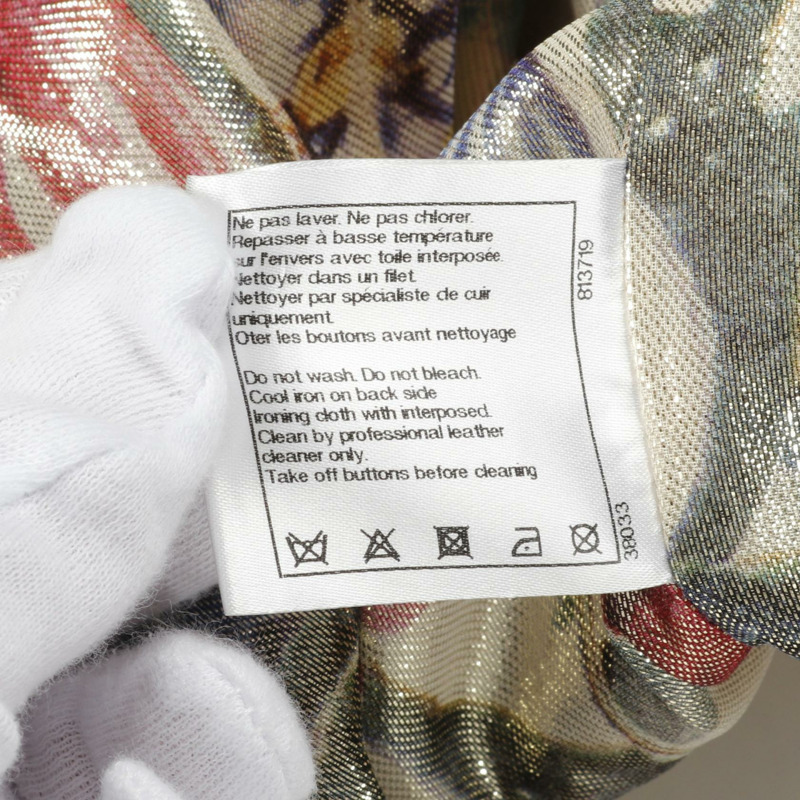 Ne pas laver. Ne pas chlorer.
Repasser à basse température
sur l'envers avec toile interposée.
Nettoyer dans un filet.
Nettoyer par spécialiste de cuir
uniquement.
Oter les boutons avant nettoyage
Do not wash. Do not bleach.
Cool iron on back side
Ironing cloth with interposed.
Clean by professional leather
cleaner only.
Take off buttons before cleaning
813719
38033